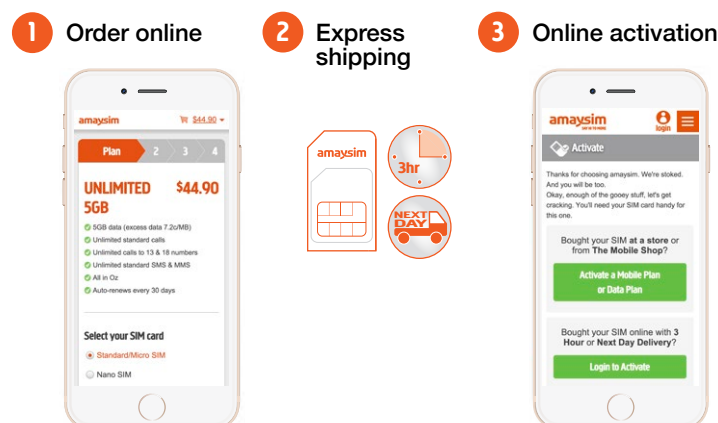 1 Order online
2 Express
shipping
3 Online activation
amaysim $44.90
Plan 2 3 4
UNLIMITED $44.90
5GB
5GB data (excess data 7.2c/MB)
Unlimited standard calls
Unlimited calls to 13 & 18 numbers
Unlimited standard SMS & MMS
All in Oz
Auto-renews every 30 days
Select your SIM card
Standard/Micro SIM
Nano SIM
amaysim
3hr
NEXT
DAY
amaysim
login
Activate
Thanks for choosing amaysim. We're stoked.
And you will be too.
Okay, enough of the gooey stuff, let's get
cracking. You'll need your SIM card handy for
this one.
Bought your SIM at a store or
from The Mobile Shop?
Activate a Mobile Plan
or Data Plan
Bought your SIM online with 3
Hour or Next Day Delivery?
Login to Activate